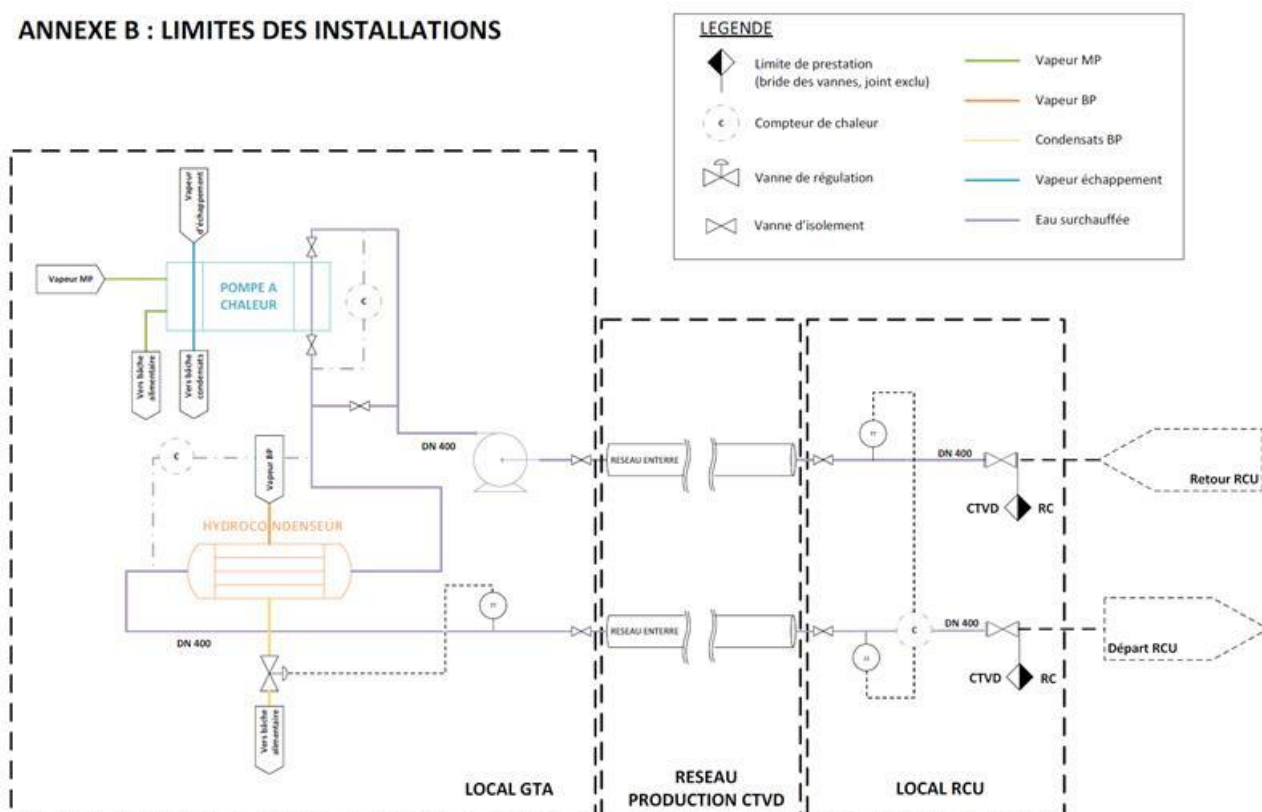 ANNEXE B : LIMITES DES INSTALLATIONS
LEGENDE
Limite de prestation
(bride des vannes, joint exclu)
C
Compteur de chaleur
Vanne de régulation
Vanne d'isolement
Vapeur MP
Vapeur BP
Condensats BP
Vapeur échappement
Eau surchauffée
Vapeur
d'échappement
Vapeur MP
POMPE A
CHALEUR
C
Vers bâche
alimentaire
Vers bâche
condensats
C
Vapeur BP
DN 400
HYDROCONDENSEUR
TT
DN 400
Vers bâche
alimentaire
LOCAL GTA
RESEAU ENTERRE
RESEAU ENTERRE
RESEAU
PRODUCTION CTVD
TT
DN 400
CTVD
RC
Retour RCU
C
DN 400
CTVD
RC
Départ RCU
LOCAL RCU